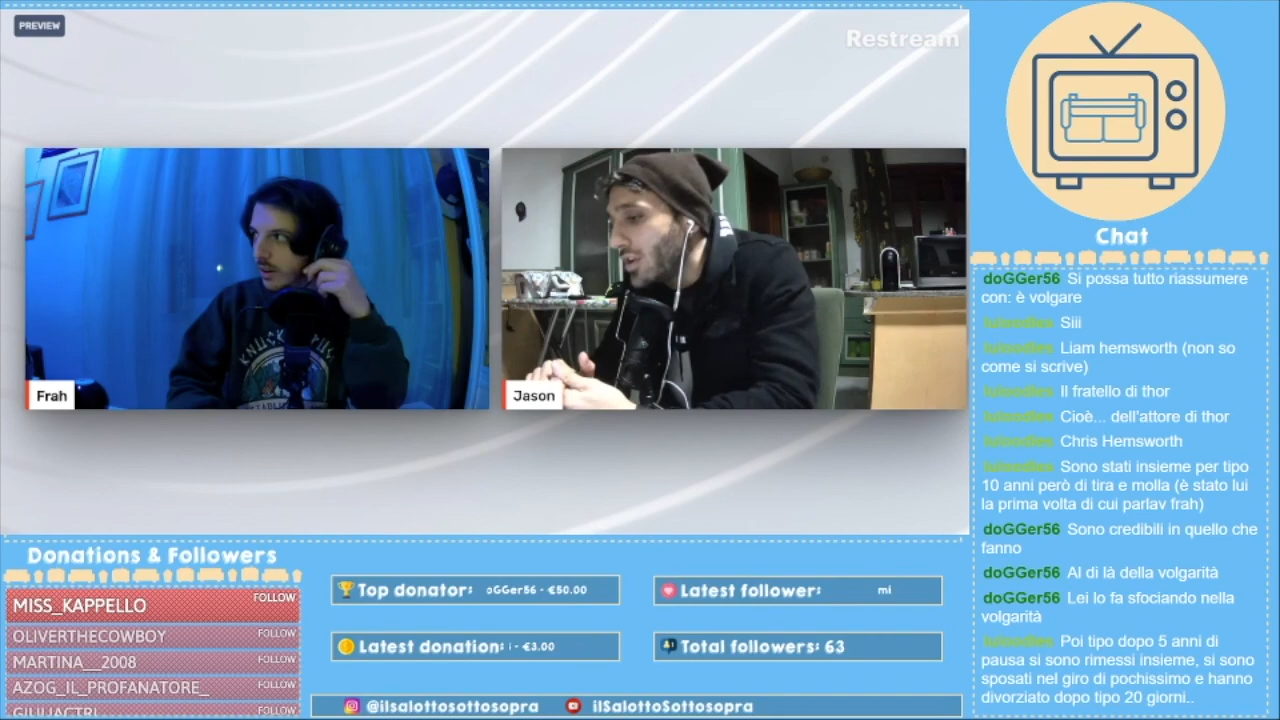 PREVIEW
Restream
Frah
Jason
KNUCKLE PUCK
Chat
doGGer56 Si possa tutto riassumere
con: è volgare
Siii
Liam hemsworth (non so
come si scrive)
Il fratello di thor
Cioè... dell'attore di thor
Chris Hemsworth
Sono stati insieme per tipo
10 anni però di tira e molla (è stato lui
la prima volta di cui parlav frah)
doGGer56 Sono credibili in quello che
fanno
doGGer56 Al di là della volgarità
doGGer56 Lei lo fa sfociando nella
volgarità
Poi tipo dopo 5 anni di
pausa si sono rimessi insieme, si sono
sposati nel giro di pochissimo e hanno
divorziato dopo tipo 20 giorni..
Donations & Followers
MISS_KAPPELLO FOLLOW
OLIVERTHECOWBOY FOLLOW
MARTINA__2008 FOLLOW
AZOG_IL_PROFANATORE_ FOLLOW
FOLLOW
Top donator: oGGer56 - €50.00
Latest follower: mi
Latest donation: i - €3.00
Total followers: 63
@ilsalottosottosopra
ilSalottoSottosopra